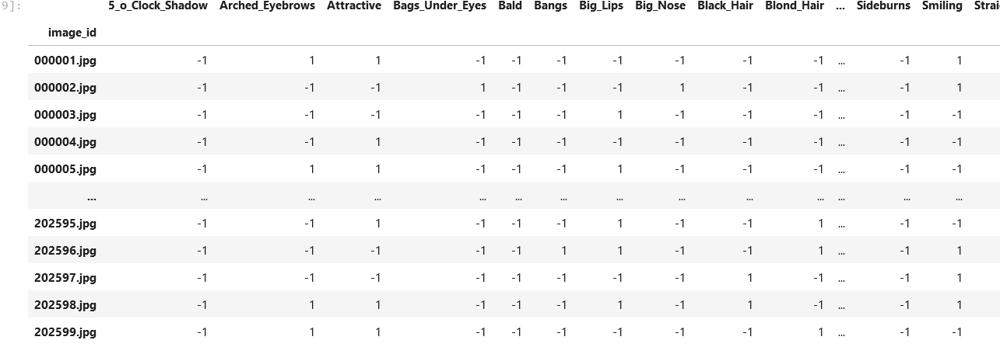 9]:
5_o_Clock_Shadow Arched_Eyebrows Attractive Bags_Under_Eyes Bald Bangs Big_Lips Big_Nose Black_Hair Blond_Hair ... Sideburns Smiling Strai
image_id
000001.jpg -1 1 1 -1 -1 -1 -1 -1 -1 -1 ... -1 1
000002.jpg -1 -1 -1 1 -1 -1 -1 1 -1 -1 ... -1 1
000003.jpg -1 -1 -1 -1 -1 -1 1 -1 -1 -1 ... -1 -1
000004.jpg -1 -1 1 -1 -1 -1 -1 -1 -1 -1 ... -1 -1
000005.jpg -1 1 1 -1 -1 -1 1 -1 -1 -1 ... -1 -1
... ... ... ... ... ... ... ... ... ... ... ... ... ...
202595.jpg -1 -1 1 -1 -1 -1 1 -1 -1 1 ... -1 -1
202596.jpg -1 -1 -1 -1 -1 1 1 -1 -1 1 ... -1 1
202597.jpg -1 -1 -1 -1 -1 -1 -1 -1 1 -1 ... -1 1
202598.jpg -1 1 1 -1 -1 -1 1 -1 1 -1 ... -1 1
202599.jpg -1 1 1 -1 -1 -1 -1 -1 -1 1 ... -1 -1